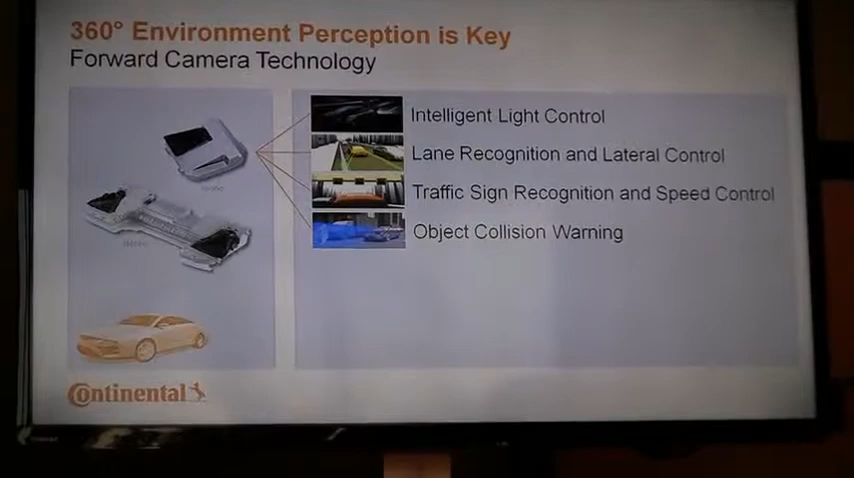 360° Environment Perception is Key
Forward Camera Technology
Intelligent Light Control
Lane Recognition and Lateral Control
Traffic Sign Recognition and Speed Control
Object Collision Warning
Continental